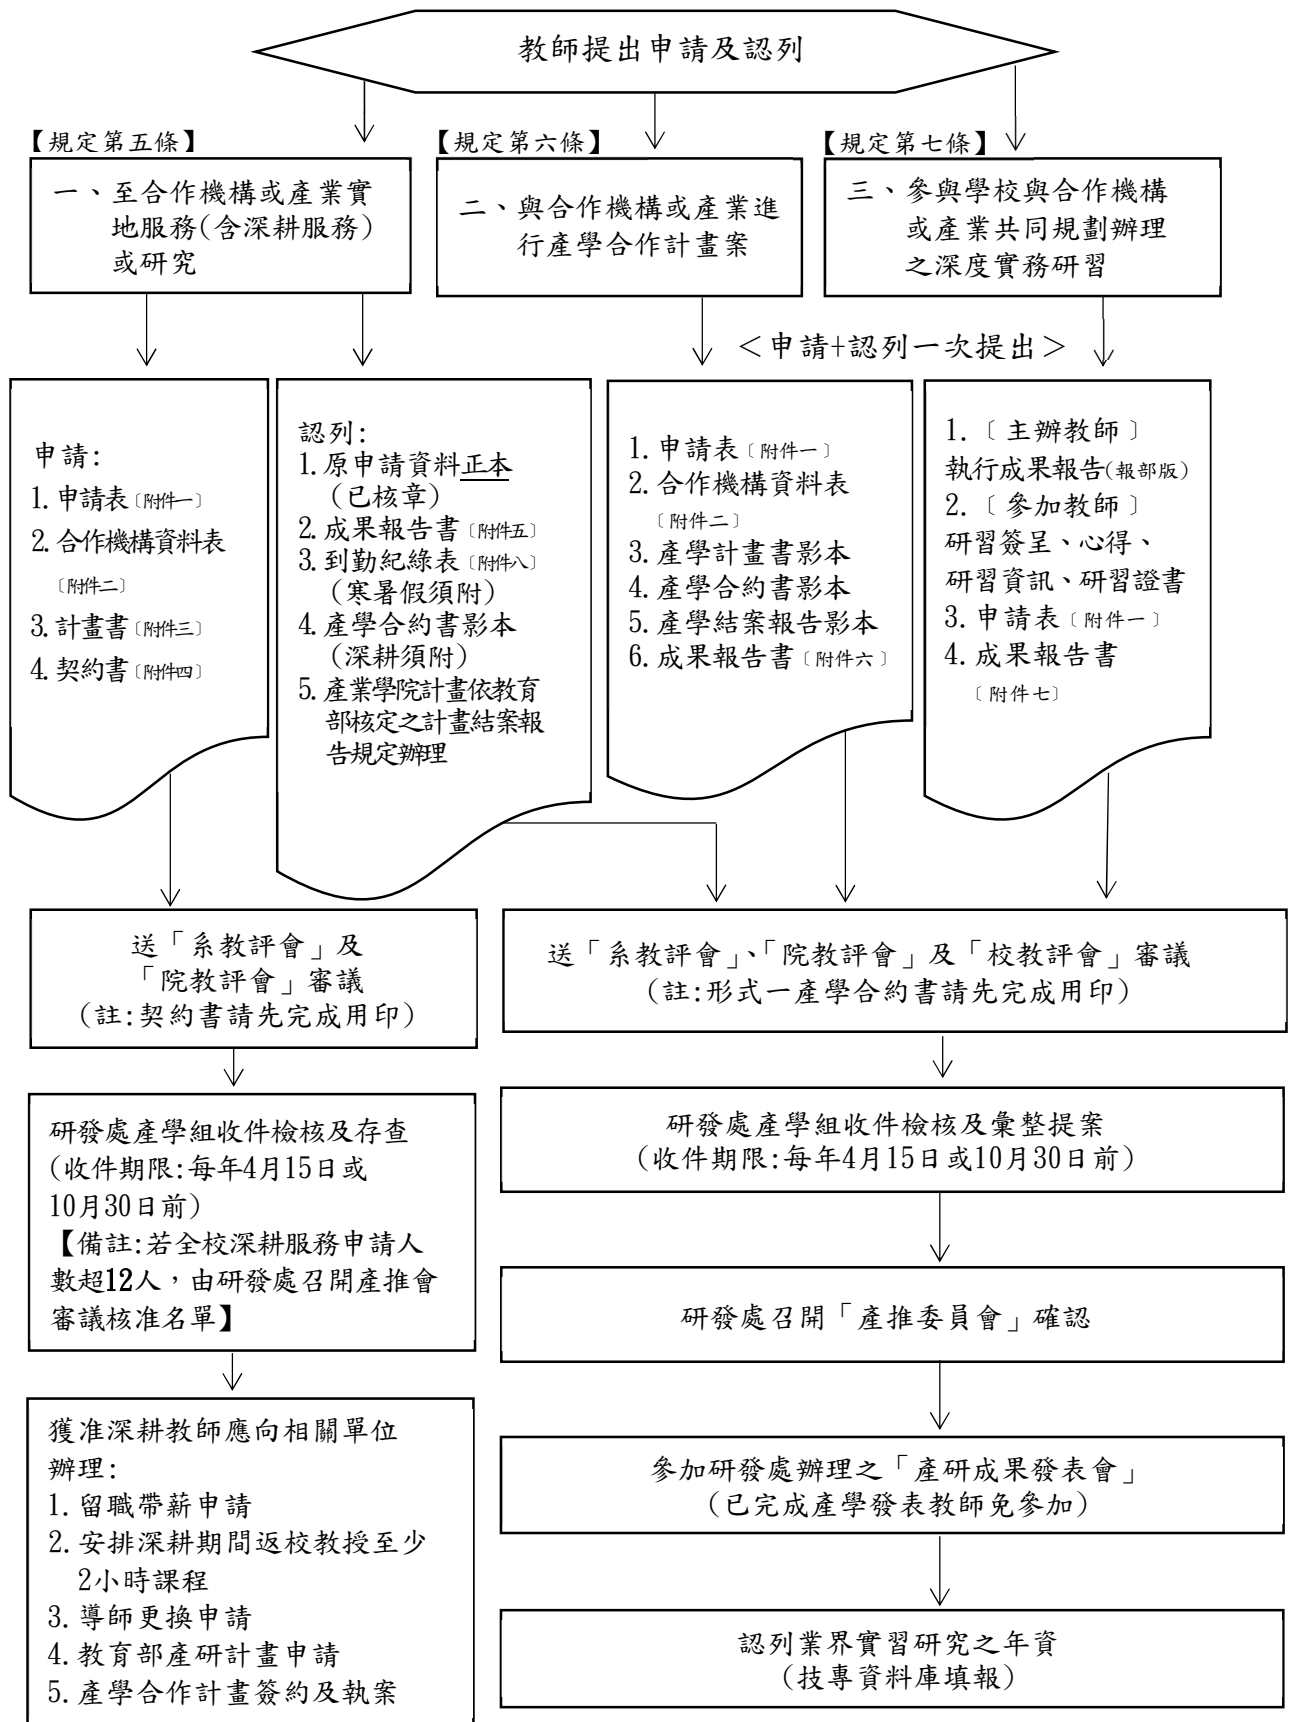 教師提出申請及認列
【規定第五條】
一、至合作機構或產業實
地服務(含深耕服務)
或研究
【規定第六條】
二、與合作機構或產業進
行產學合作計畫案
【規定第七條】
三、參與學校與合作機構
或產業共同規劃辦理
之深度實務研習
＜申請+認列一次提出＞
申請:
1.申請表〔附件一〕
2.合作機構資料表
〔附件二〕
3.計畫書〔附件三〕
4.契約書〔附件四〕
認列:
1.原申請資料正本
(已核章)
2.成果報告書〔附件五〕
3.到勤紀錄表〔附件八〕
(寒暑假須附)
4.產學合約書影本
(深耕須附)
5.產業學院計畫依教育
部核定之計畫結案報
告規定辦理
1.申請表〔附件一〕
2.合作機構資料表
〔附件二〕
3.產學計畫書影本
4.產學合約書影本
5.產學結案報告影本
6.成果報告書〔附件六〕
1.〔主辦教師〕
執行成果報告(報部版)
2.〔參加教師〕
研習簽呈、心得、
研習資訊、研習證書
3.申請表〔附件一〕
4.成果報告書
〔附件七〕
送「系教評會」及
「院教評會」審議
(註:契約書請先完成用印)
送「系教評會」、「院教評會」及「校教評會」審議
(註:形式一產學合約書請先完成用印)
研發處產學組收件檢核及存查
(收件期限:每年4月15日或
10月30日前)
【備註:若全校深耕服務申請人
數超12人，由研發處召開產推會
審議核准名單】
研發處產學組收件檢核及彙整提案
(收件期限:每年4月15日或10月30日前)
研發處召開「產推委員會」確認
獲准深耕教師應向相關單位
辦理:
1.留職帶薪申請
2.安排深耕期間返校教授至少
2小時課程
3.導師更換申請
4.教育部產研計畫申請
5.產學合作計畫簽約及執案
參加研發處辦理之「產研成果發表會」
(已完成產學發表教師免參加)
認列業界實習研究之年資
(技專資料庫填報)